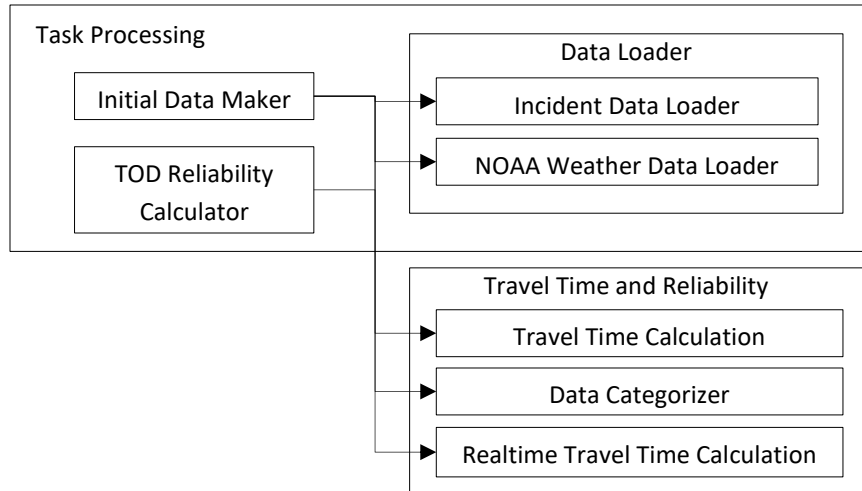 Task Processing
Data Loader
Initial Data Maker
Incident Data Loader
TOD Reliability
Calculator
NOAA Weather Data Loader
Travel Time and Reliability
Travel Time Calculation
Data Categorizer
Realtime Travel Time Calculation